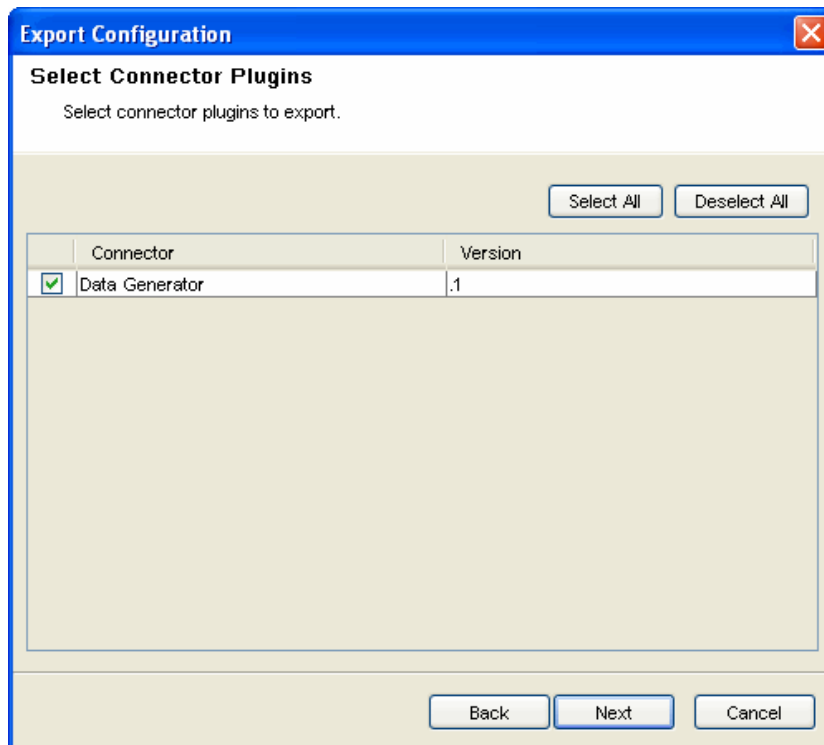 Export Configuration
Select Connector Plugins
Select connector plugins to export.
Select All Deselect All
Connector Version
Data Generator .1
Back Next Cancel